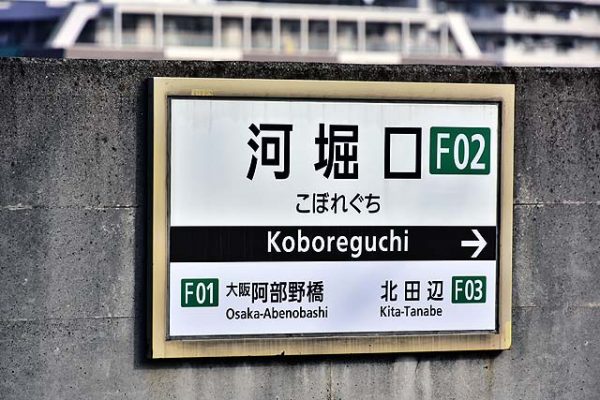 河堀口 F02
こぼれぐち
Koboreguchi →
F01 大阪阿部野橋 北田辺 F03
Osaka-Abenobashi Kita-Tanabe